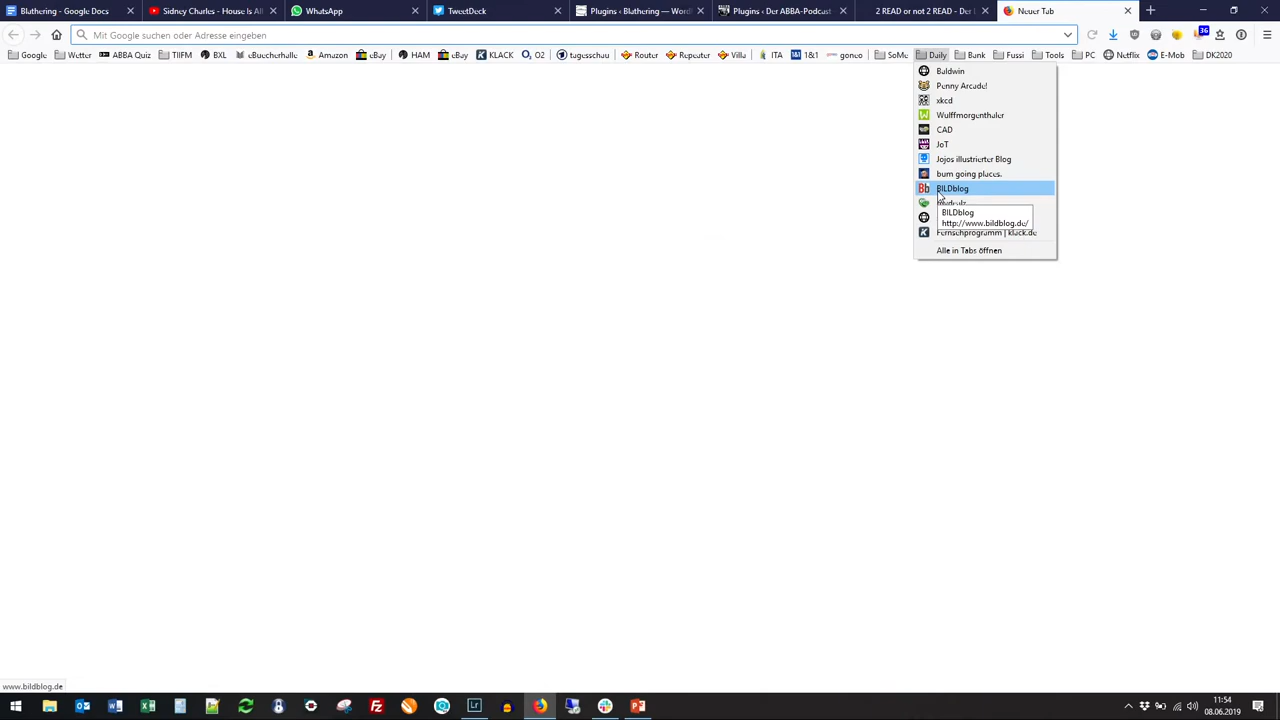 Bluthering - Google Docs
Sidney Charles - House Is A
WhatsApp
TweetDeck
Plugins ‹ Bluthering — Word
Plugins ‹ Der ABBA-Podcast
2 READ or not 2 READ - Der
Neuer Tab
Mit Google suchen oder Adresse eingeben
36
Google
Wetter
ABBA Quiz
TIIFM
BXL
eBuecherhalle
Amazon
eBay
HAM
eBay
KLACK
O2
tagesschau
Router
Repeater
Villa
ITA
1&1
goneo
SoMe
Daily
Bank
Fussi
Tools
PC
Netflix
E-Mob
DK2020
Baldwin
Penny Arcade!
xkcd
Wulffmorgenthaler
CAD
JoT
Jojos illustrierter Blog
bum going places.
BILDblog
BILDblog
http://www.bildblog.de/
Fernsehprogramm | klack.de
Alle in Tabs öffnen
www.bildblog.de
11:54
08.06.2019